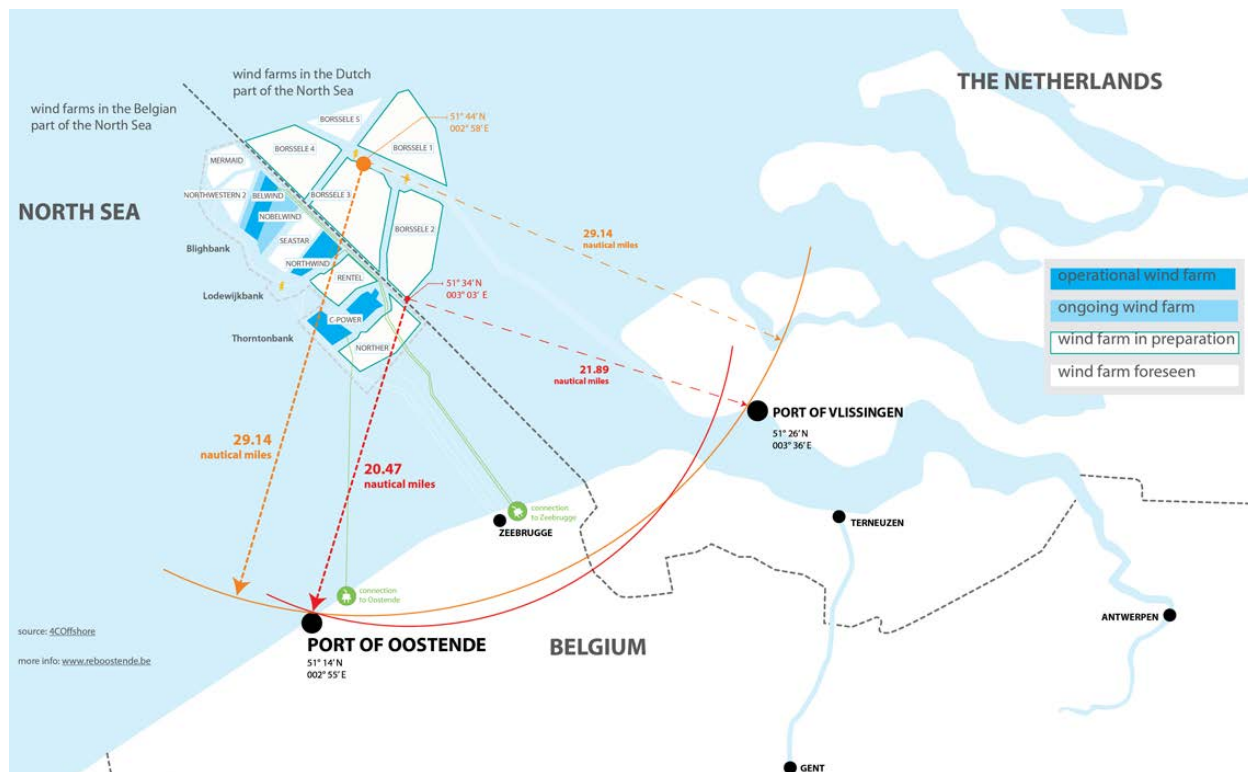 wind farms in the Dutch
part of the North Sea
wind farms in the Belgian
part of the North Sea
THE NETHERLANDS
NORTH SEA
BORSSELE 5
51° 44' N
002° 58' E
BORSSELE 4
BORSSELE 1
MERMAID
NORTHWESTERN 2
BELWIND
BORSSELE 3
NOBELWIND
BORSSELE 2
SEASTAR
Blighbank
NORTHWIND
RENTEL
51° 34' N
003° 03' E
Lodewijkbank
C-POWER
Thorntonbank
NORTHER
29.14
nautical miles
21.89
nautical miles
operational wind farm
ongoing wind farm
wind farm in preparation
wind farm foreseen
PORT OF VLISSINGEN
51° 26' N
003° 36' E
29.14
nautical miles
20.47
nautical miles
connection
to Zeebrugge
ZEEBRUGGE
TERNEUZEN
connection
to Oostende
ANTWERPEN
source: 4COffshore
more info: www.reboostende.be
PORT OF OOSTENDE
51° 14' N
002° 55' E
BELGIUM
GENT